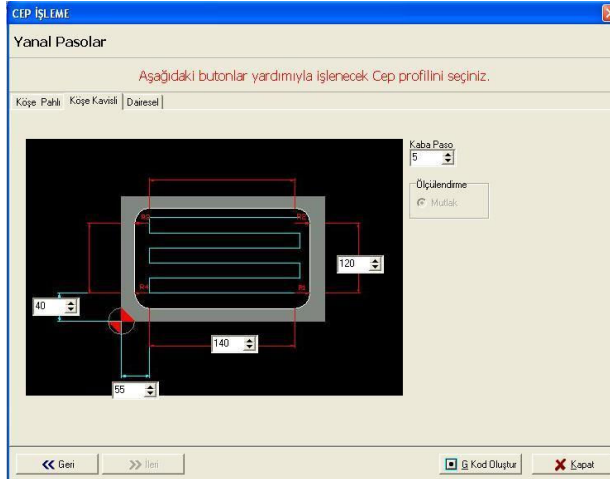 CEP İŞLEME
Yanal Pasolar
Aşağıdaki butonlar yardımıyla işlenecek Cep profilini seçiniz.
Köşe Pahlı Köşe Kavisli Dairesel
Kaba Paso
5
Ölçülendirme
Mutlak
120
40
140
55
Geri İleri G Kod Oluştur Kapat